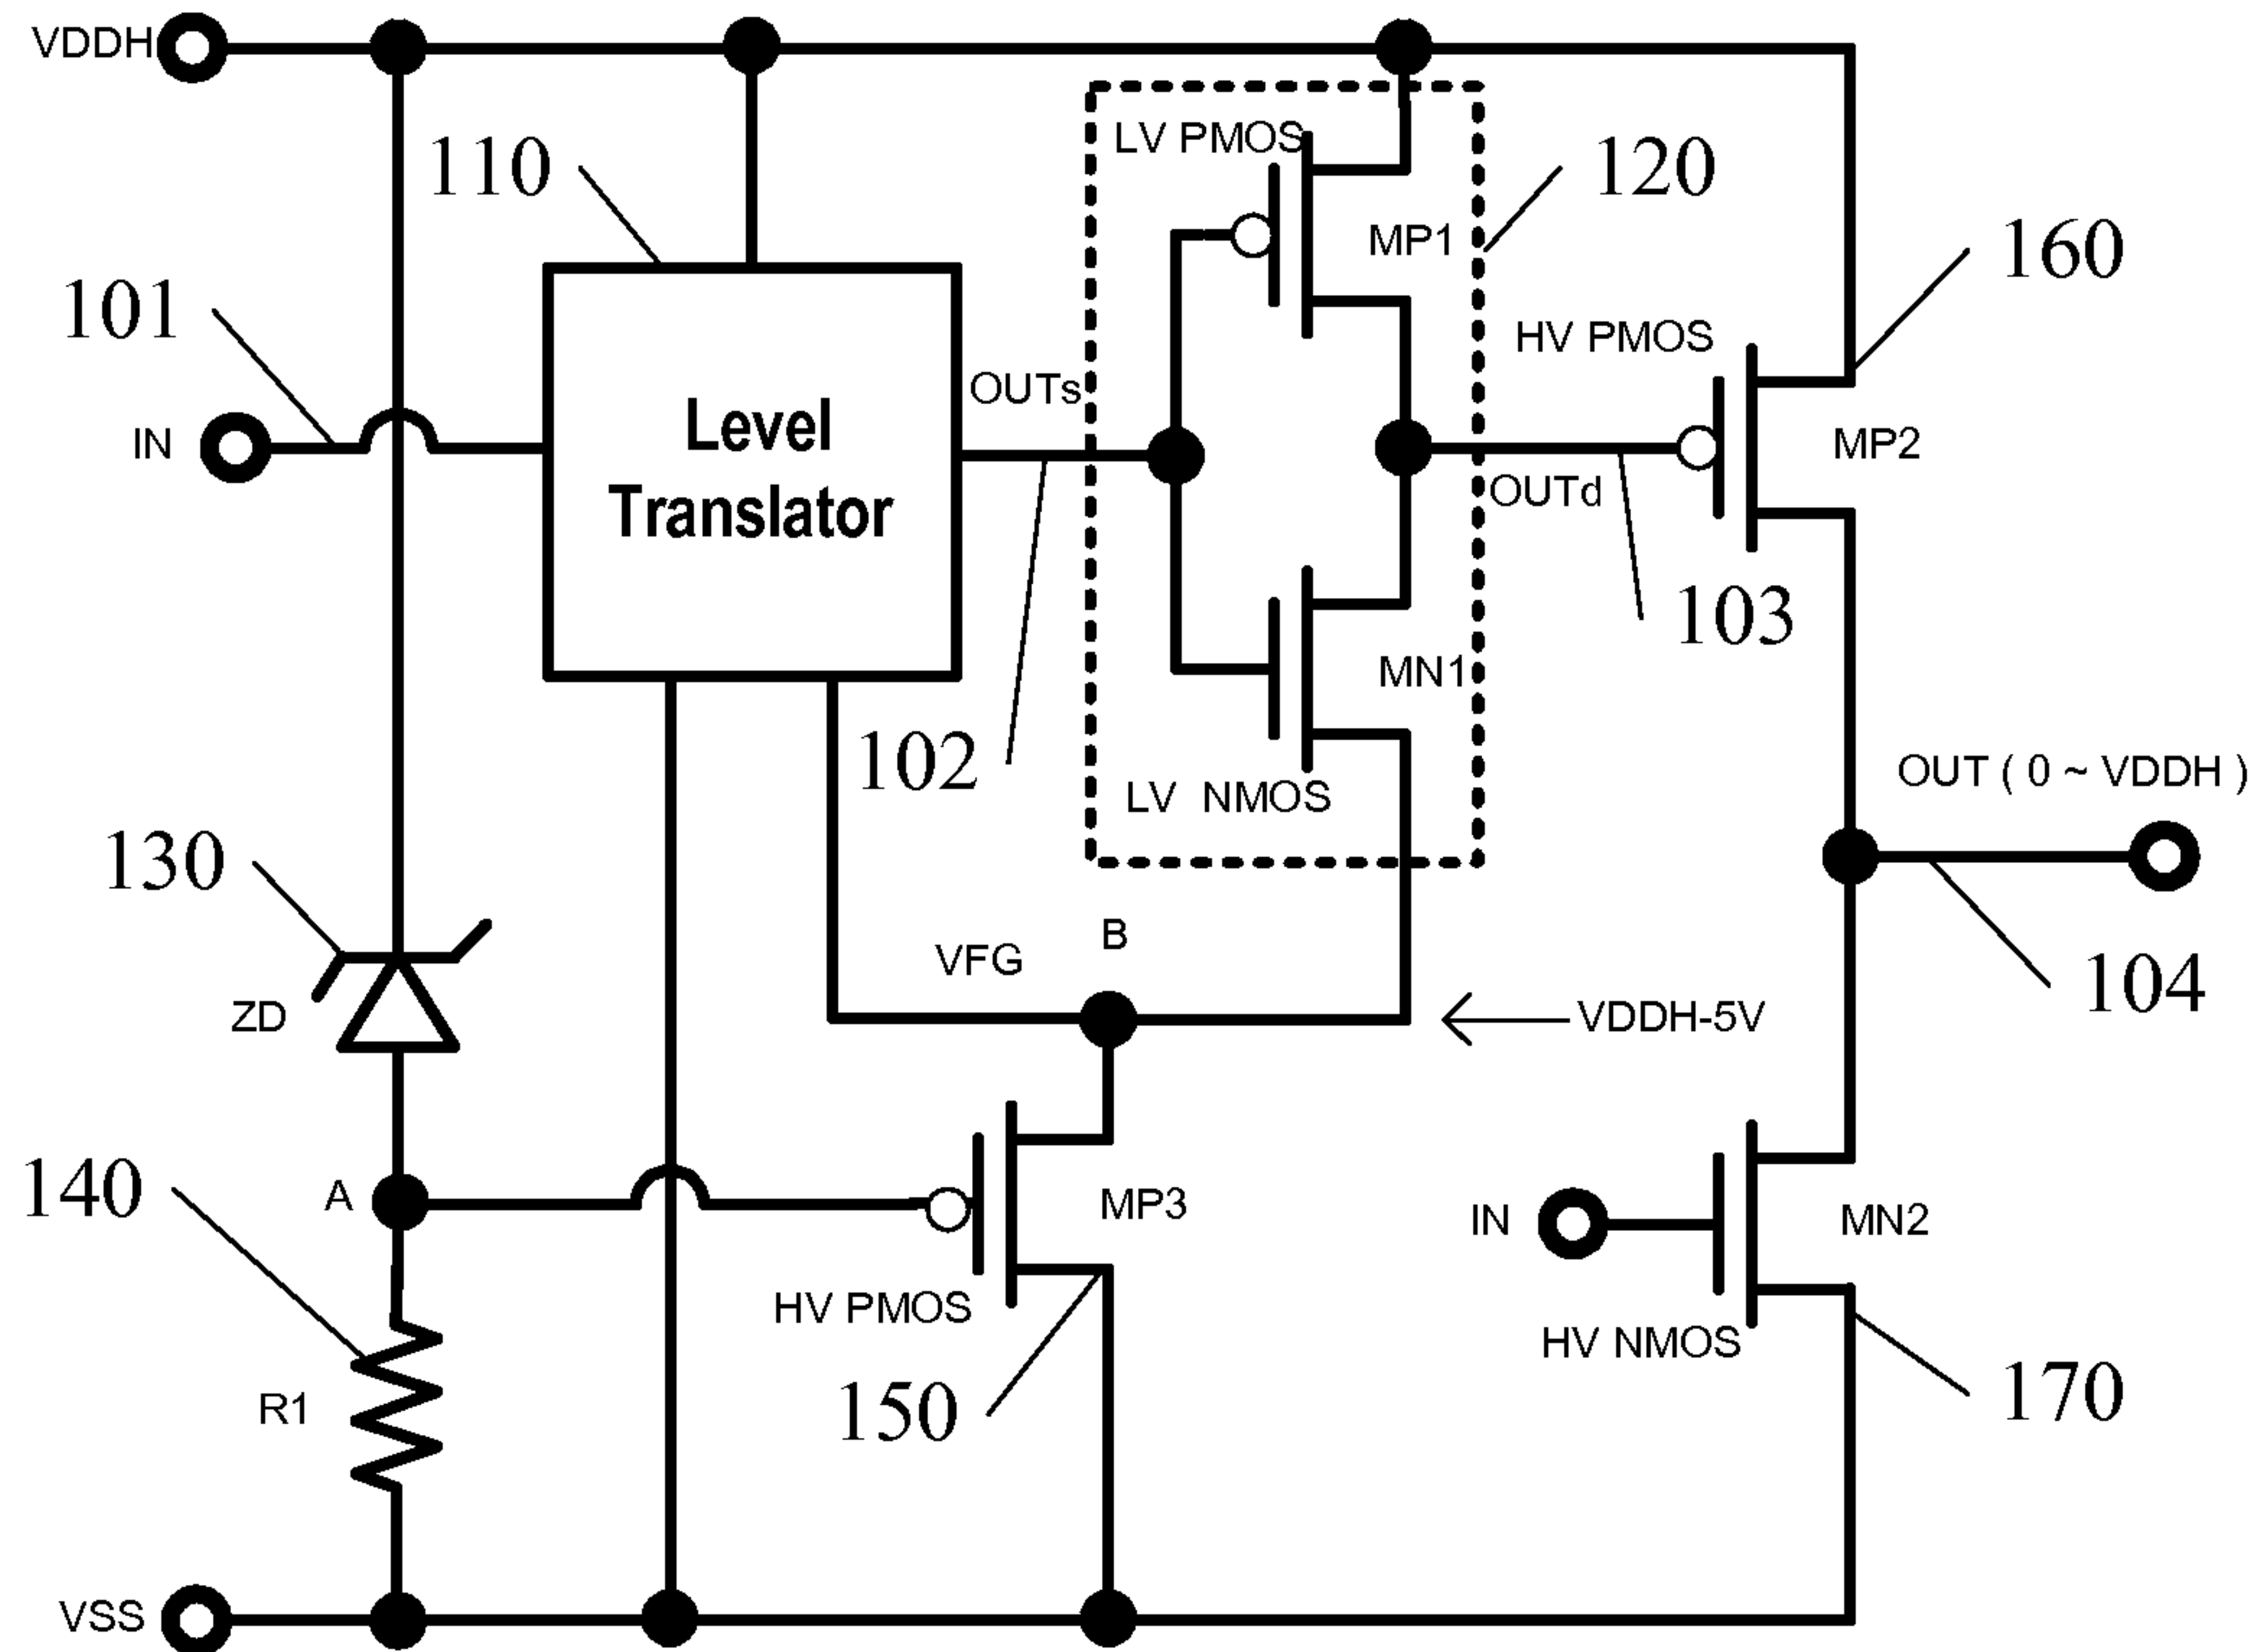 VDDH
LV PMOS
110
120
MP1
160
101
HV PMOS
OUTs
Level
Translator
IN
MP2
OUTd
103
MN1
102
OUT ( 0 ~ VDDH )
LV NMOS
130
B
VFG
104
ZD
VDDH-5V
140
A
MP3
IN
MN2
HV PMOS
HV NMOS
150
170
R1
VSS